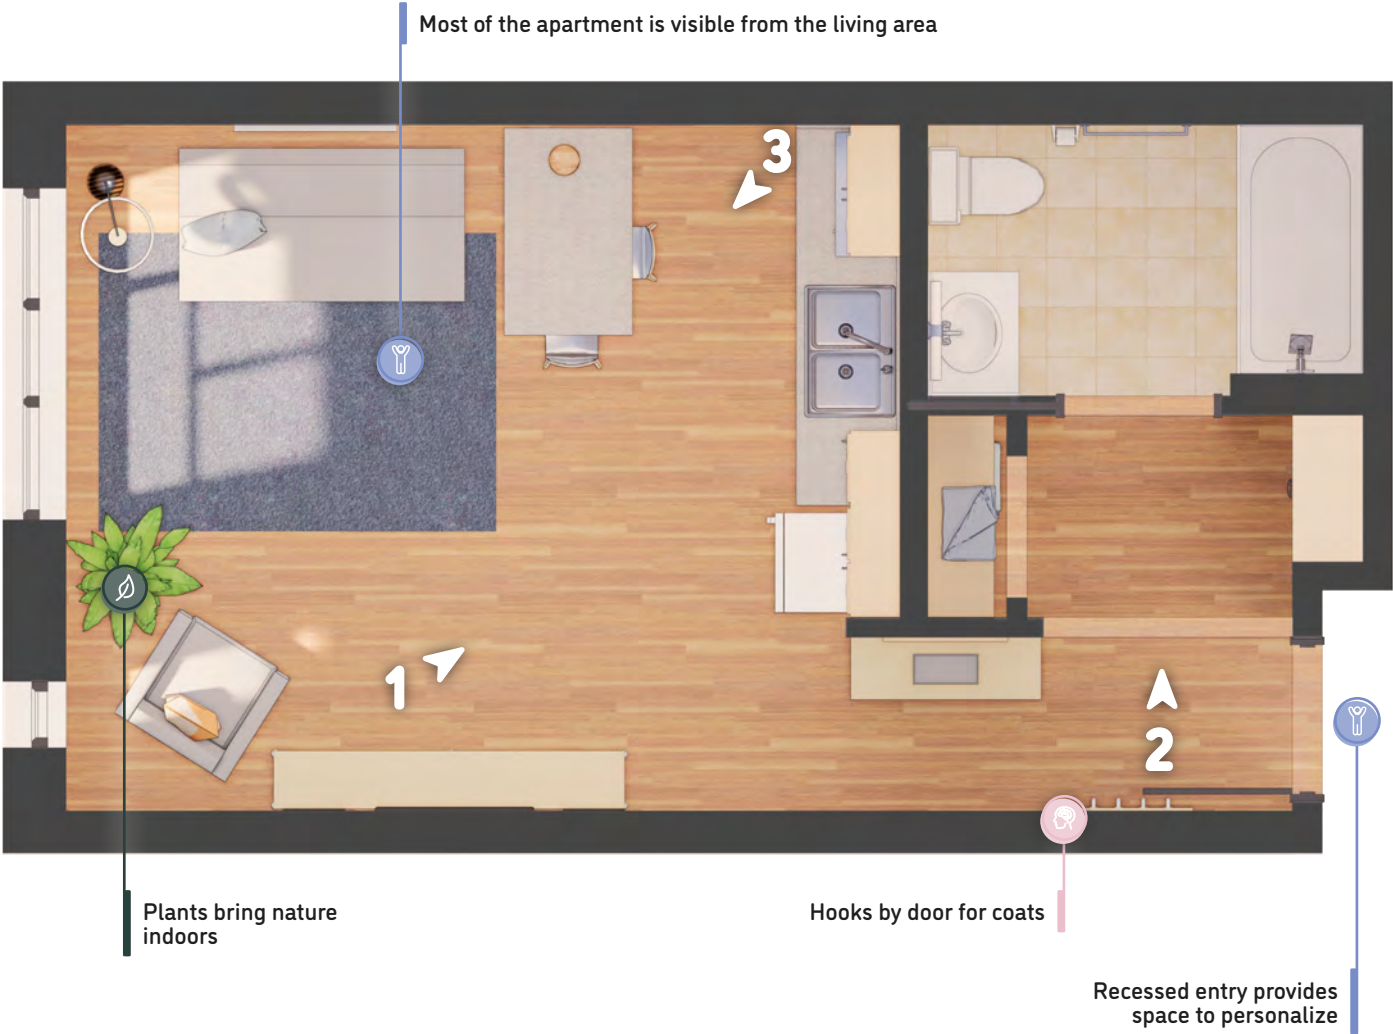 Most of the apartment is visible from the living area
3
1
2
Plants bring nature
indoors
Hooks by door for coats
Recessed entry provides
space to personalize